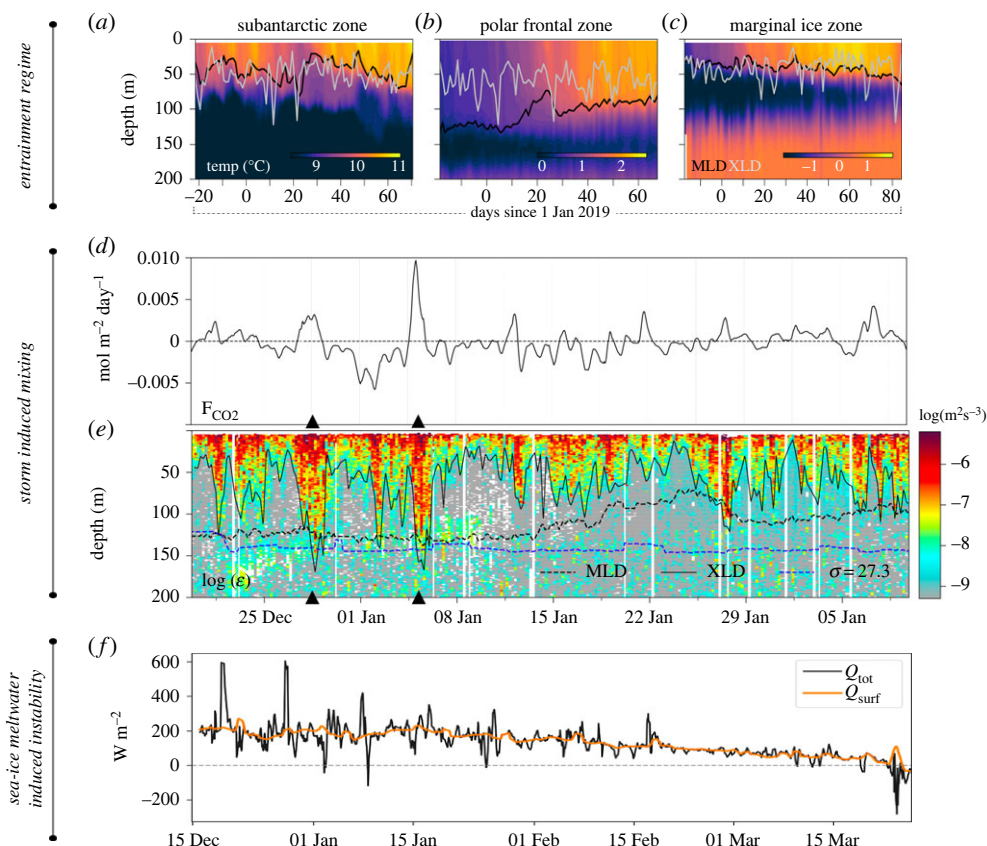 (a) subantarctic zone
(b) polar frontal zone
(c) marginal ice zone
entrainment regime
depth (m)
0
50
100
150
200
temp (°C)
9 10 11
0 1 2
MLD XLD
−1 0 1
−20 0 20 40 60
0 20 40 60
0 20 40 60 80
days since 1 Jan 2019
storm induced mixing
(d)
mol m−2 day−1
0.010
0.005
0
−0.005
FCO2
(e)
depth (m)
50
100
150
200
log (ε)
MLD XLD σ = 27.3
25 Dec 01 Jan 08 Jan 15 Jan 22 Jan 29 Jan 05 Jan
log(m2s−3)
−6
−7
−8
−9
sea-ice meltwater
induced instability
(f)
W m−2
600
400
200
0
−200
Qtot
Qsurf
15 Dec 01 Jan 15 Jan 01 Feb 15 Feb 01 Mar 15 Mar